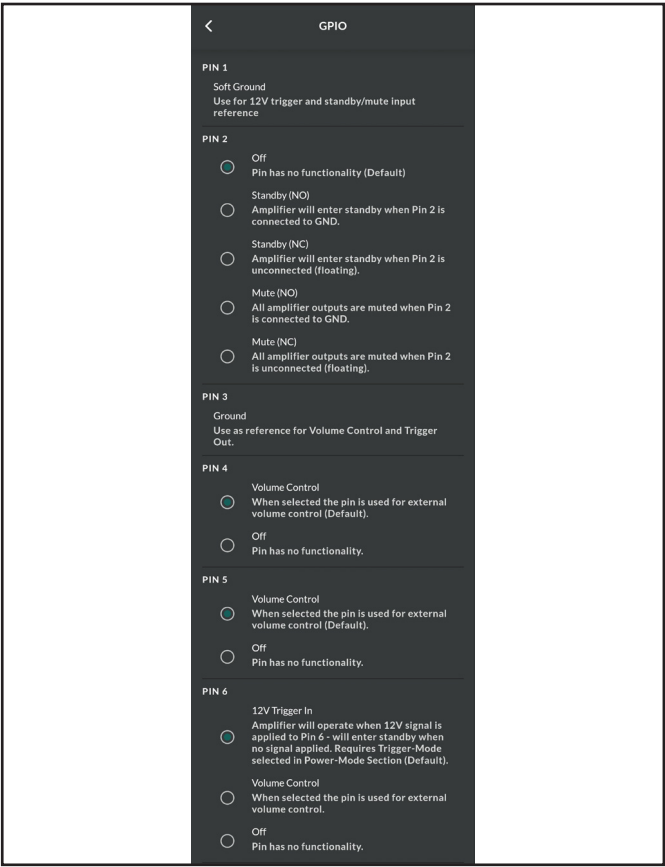 GPIO
PIN 1
Soft Ground
Use for 12V trigger and standby/mute input
reference
PIN 2
Off
Pin has no functionality (Default)
Standby (NO)
Amplifier will enter standby when Pin 2 is
connected to GND.
Standby (NC)
Amplifier will enter standby when Pin 2 is
unconnected (floating).
Mute (NO)
All amplifier outputs are muted when Pin 2
is connected to GND.
Mute (NC)
All amplifier outputs are muted when Pin 2
is unconnected (floating).
PIN 3
Ground
Use as reference for Volume Control and Trigger
Out.
PIN 4
Volume Control
When selected the pin is used for external
volume control (Default).
Off
Pin has no functionality.
PIN 5
Volume Control
When selected the pin is used for external
volume control (Default).
Off
Pin has no functionality.
PIN 6
12V Trigger In
Amplifier will operate when 12V signal is
applied to Pin 6 - will enter standby when
no signal applied. Requires Trigger-Mode
selected in Power-Mode Section (Default).
Volume Control
When selected the pin is used for external
volume control.
Off
Pin has no functionality.